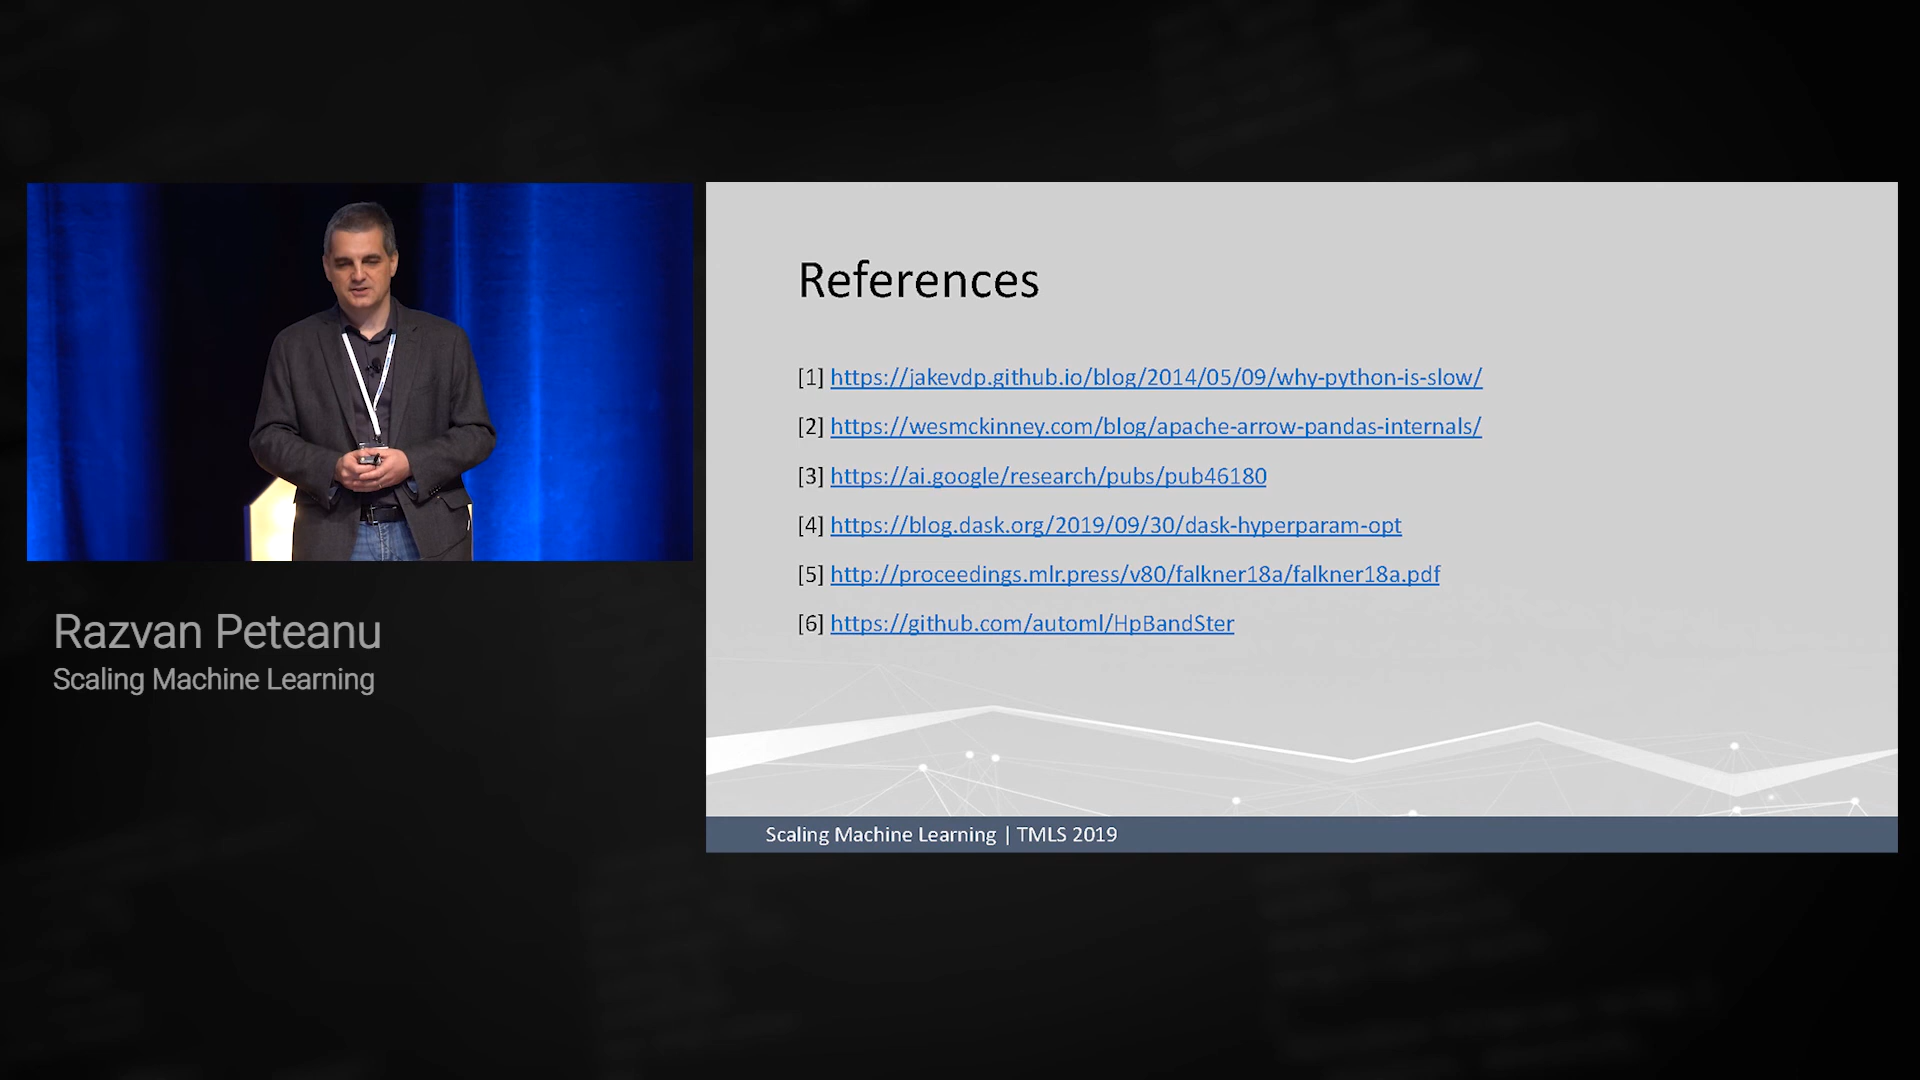 Razvan Peteanu
Scaling Machine Learning
References
[1] https://jakevdp.github.io/blog/2014/05/09/why-python-is-slow/
[2] https://wesmckinney.com/blog/apache-arrow-pandas-internals/
[3] https://ai.google/research/pubs/pub46180
[4] https://blog.dask.org/2019/09/30/dask-hyperparam-opt
[5] http://proceedings.mlr.press/v80/falkner18a/falkner18a.pdf
[6] https://github.com/automl/HpBandSter
Scaling Machine Learning | TMLS 2019